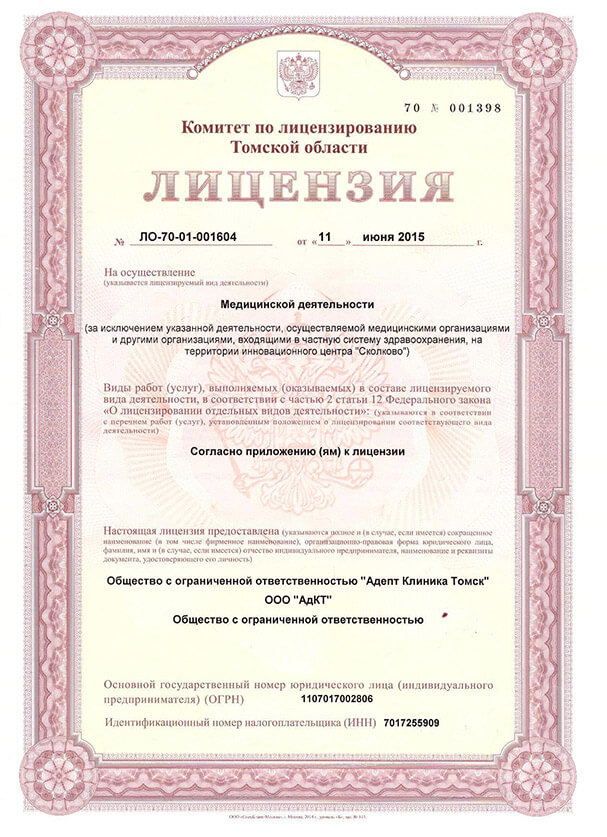 70 № 001398
Комитет по лицензированию
Томской области
ЛИЦЕНЗИЯ
№ ЛО-70-01-001604 от «11» июня 2015 г.
На осуществление
(указывается лицензируемый вид деятельности)
Медицинской деятельности
(за исключением указанной деятельности, осуществляемой медицинскими организациями
и другими организациями, входящими в частную систему здравоохранения, на
территории инновационного центра "Сколково")
Виды работ (услуг), выполняемых (оказываемых) в составе лицензируемого
вида деятельности, в соответствии с частью 2 статьи 12 Федерального закона
«О лицензировании отдельных видов деятельности»: (указываются в соответствии
с перечнем работ (услуг), установленным положением о лицензировании соответствующего вида
деятельности)
Согласно приложению (ям) к лицензии
Настоящая лицензия предоставлена (указываются полное и (в случае, если имеется) сокращенное
наименование (в том числе фирменное наименование), организационно-правовая форма юридического лица,
фамилия, имя и (в случае, если имеется) отчество индивидуального предпринимателя, наименование и реквизиты
документа, удостоверяющего его личность)
Общество с ограниченной ответственностью "Адепт Клиника Томск"
ООО "АдКТ"
Общество с ограниченной ответственностью
Основной государственный номер юридического лица (индивидуального
предпринимателя) (ОГРН) 1107017002806
Идентификационный номер налогоплательщика (ИНН) 7017255909